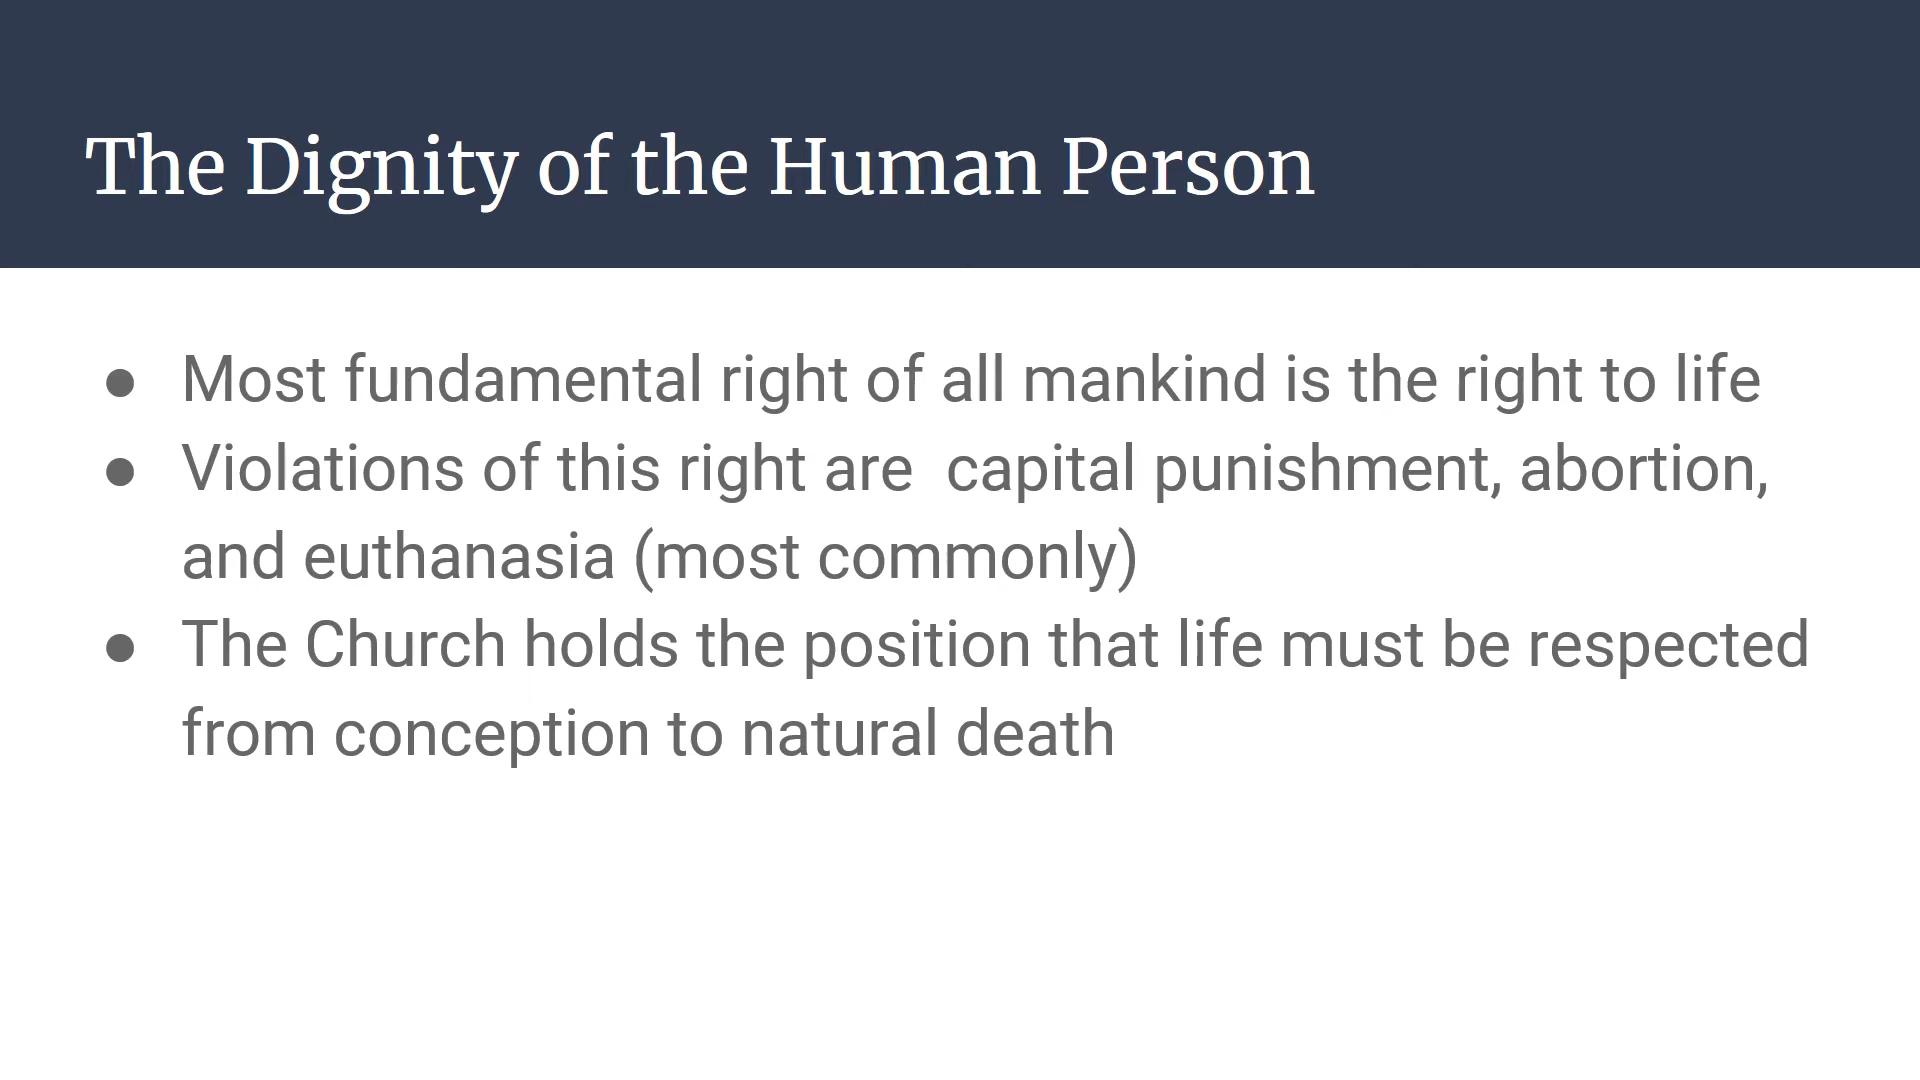 The Dignity of the Human Person
● Most fundamental right of all mankind is the right to life
● Violations of this right are  capital punishment, abortion,
and euthanasia (most commonly)
● The Church holds the position that life must be respected
from conception to natural death